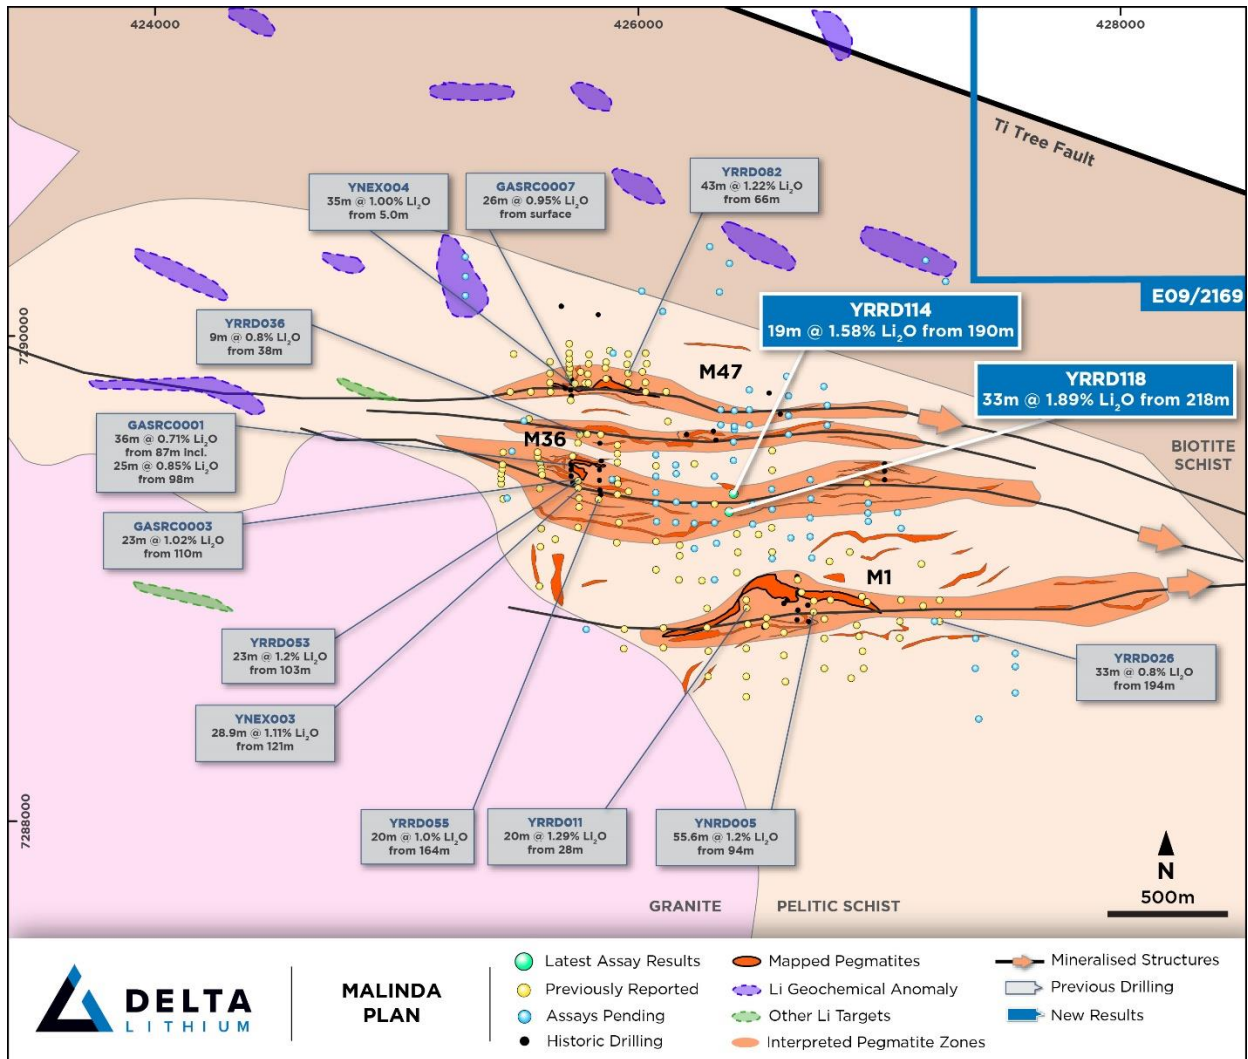 424000
426000
428000
Ti Tree Fault
YNEX004
35m @ 1.00% Li₂O
from 5.0m
GASRC0007
26m @ 0.95% Li₂O
from surface
YRRD082
43m @ 1.22% Li₂O
from 66m
E09/2169
YRRD114
19m @ 1.58% Li₂O from 190m
7290000
YRRD036
9m @ 0.8% Li₂O
from 38m
M47
YRRD118
33m @ 1.89% Li₂O from 218m
GASRC0001
36m @ 0.71% Li₂O
from 87m Incl.
25m @ 0.85% Li₂O
from 98m
M36
BIOTITE
SCHIST
GASRC0003
23m @ 1.02% Li₂O
from 110m
M1
YRRD053
23m @ 1.2% LI₂O
from 103m
YRRD026
33m @ 0.8% Li₂O
from 194m
YNEX003
28.9m @ 1.11% Li₂O
from 121m
7288000
YRRD055
20m @ 1.0% LI₂O
from 164m
YRRD011
20m @ 1.29% Li₂O
from 28m
YNRD005
55.6m @ 1.2% Li₂O
from 94m
N
500m
GRANITE
PELITIC SCHIST
DELTA
LITHIUM
MALINDA
PLAN
Latest Assay Results
Previously Reported
Assays Pending
Historic Drilling
Mapped Pegmatites
Li Geochemical Anomaly
Other Li Targets
Interpreted Pegmatite Zones
Mineralised Structures
Previous Drilling
New Results